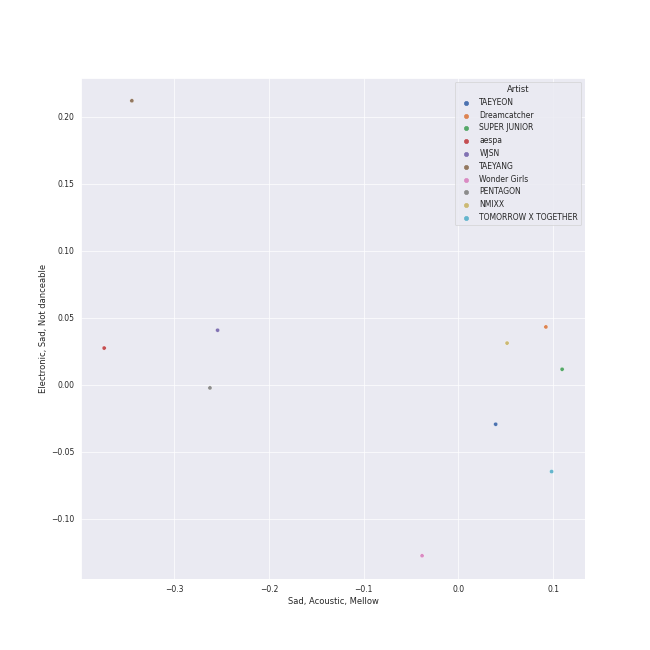 Artist
TAEYEON
Dreamcatcher
SUPER JUNIOR
aespa
WJSN
TAEYANG
Wonder Girls
PENTAGON
NMIXX
TOMORROW X TOGETHER
0.20
0.15
0.10
0.05
0.00
−0.05
−0.10
Electronic, Sad, Not danceable
−0.3
−0.2
−0.1
0.0
0.1
Sad, Acoustic, Mellow